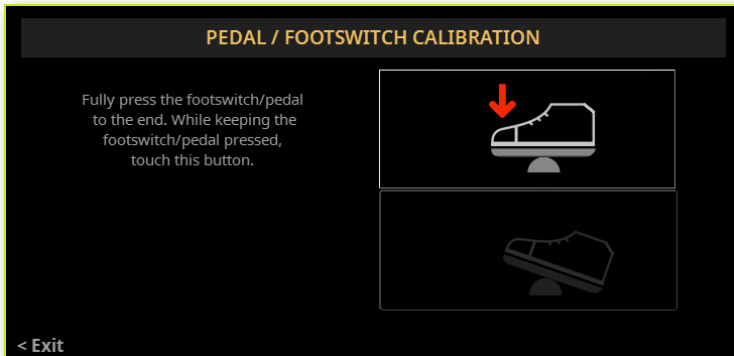 PEDAL / FOOTSWITCH CALIBRATION
Fully press the footswitch/pedal
to the end. While keeping the
footswitch/pedal pressed,
touch this button.
< Exit